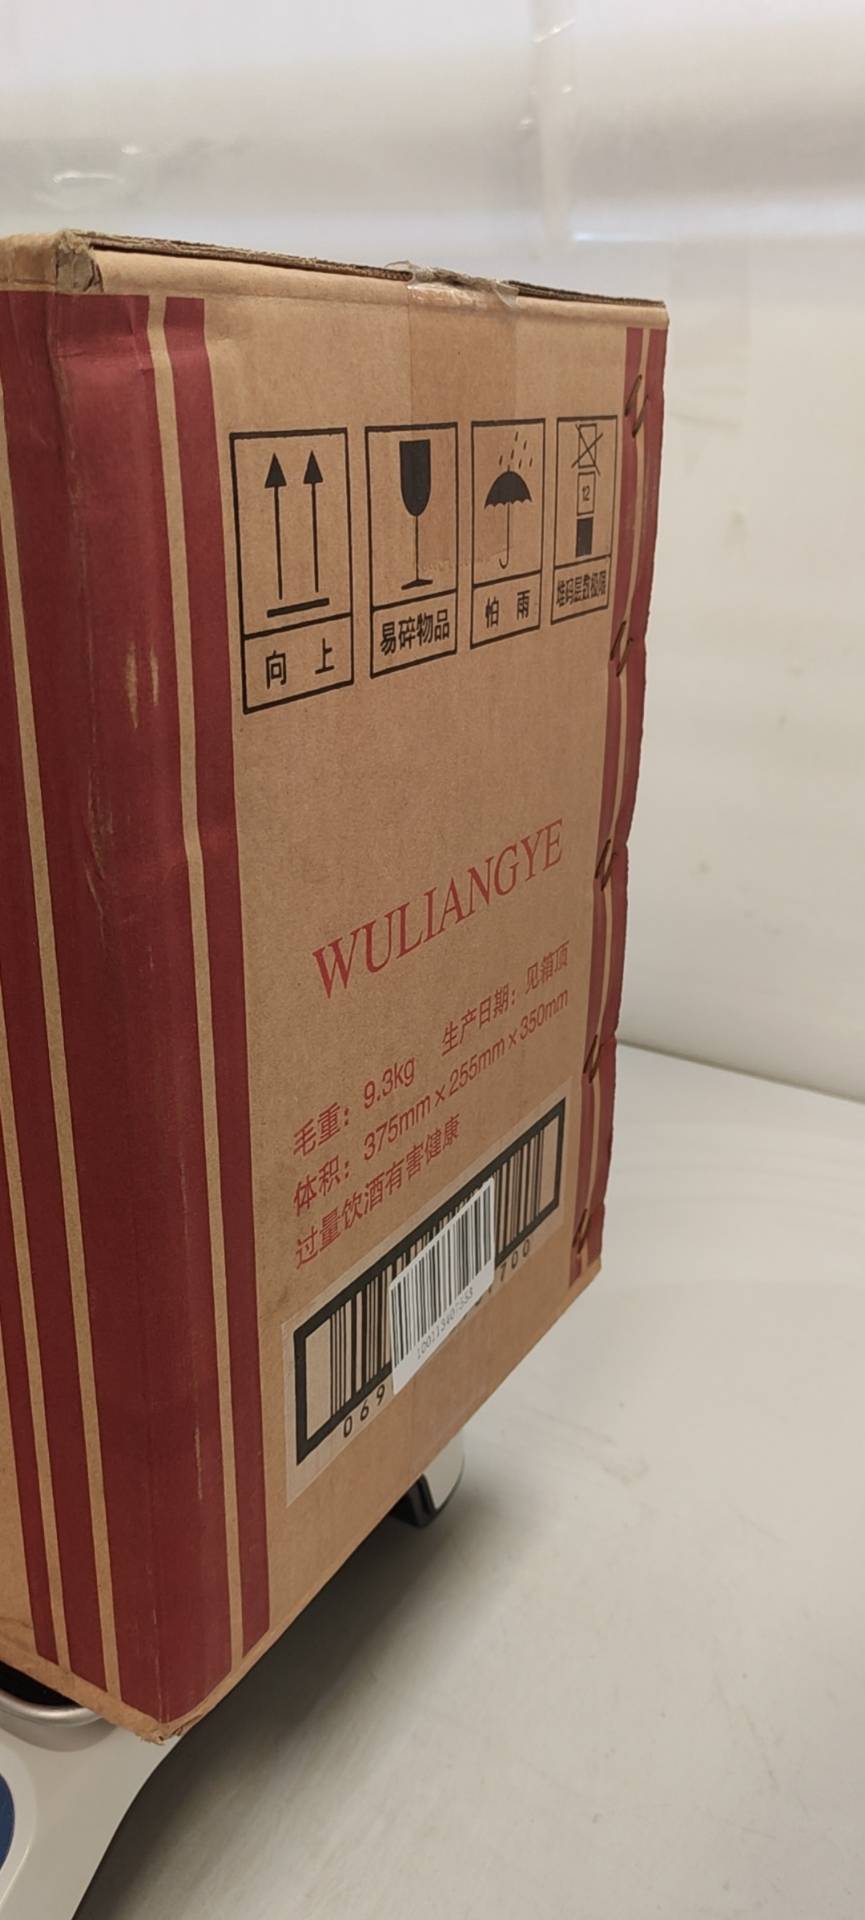 向 上
易碎物品
怕 雨
12
堆码层数极限
WULIANGYE
毛重：9.3kg 生产日期：见箱顶
体积：375mm×255mm×350mm
过量饮酒有害健康
069
700